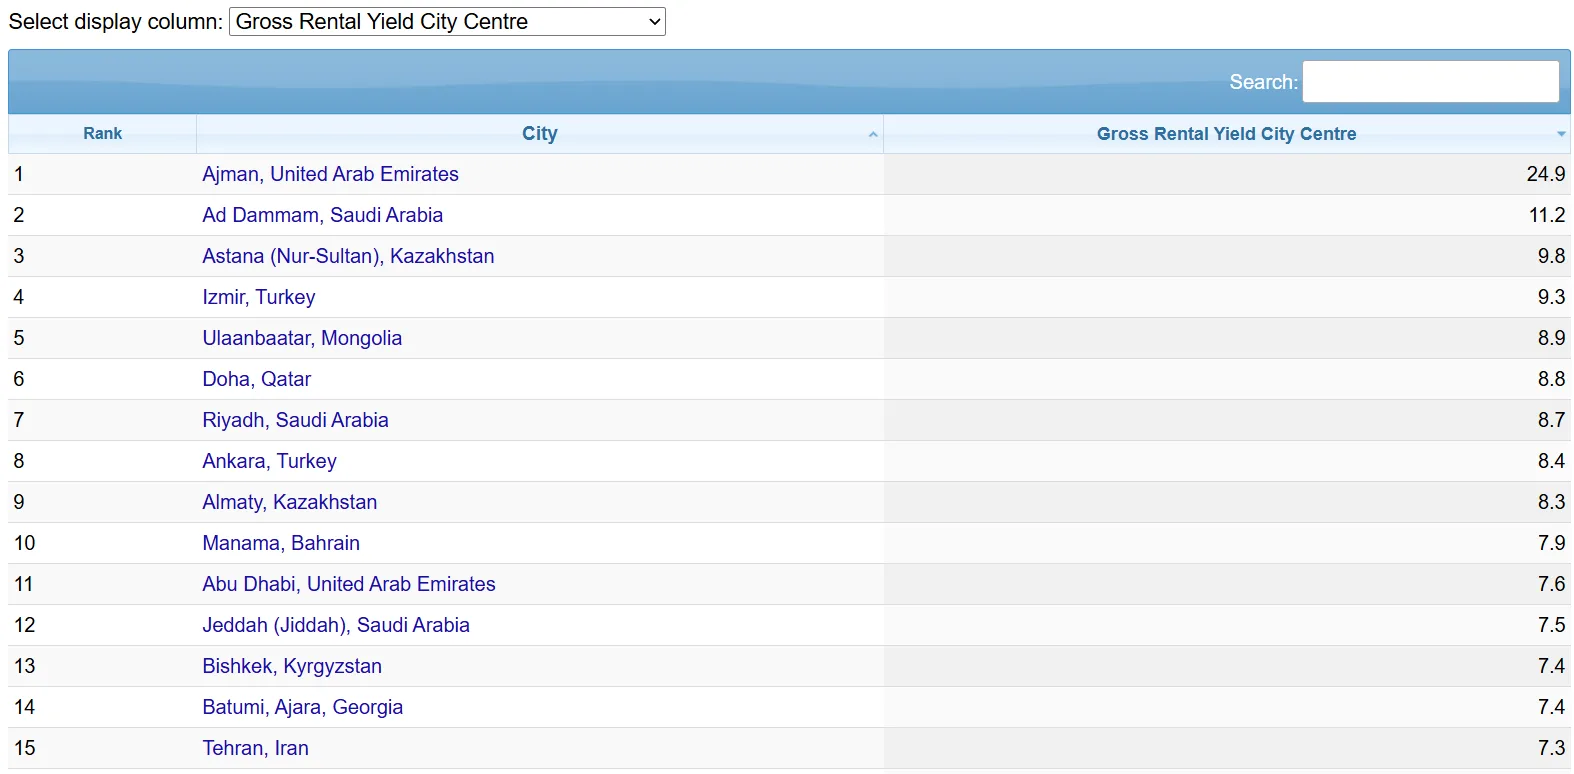 Select display column: Gross Rental Yield City Centre
Search:
Rank City Gross Rental Yield City Centre
1 Ajman, United Arab Emirates 24.9
2 Ad Dammam, Saudi Arabia 11.2
3 Astana (Nur-Sultan), Kazakhstan 9.8
4 Izmir, Turkey 9.3
5 Ulaanbaatar, Mongolia 8.9
6 Doha, Qatar 8.8
7 Riyadh, Saudi Arabia 8.7
8 Ankara, Turkey 8.4
9 Almaty, Kazakhstan 8.3
10 Manama, Bahrain 7.9
11 Abu Dhabi, United Arab Emirates 7.6
12 Jeddah (Jiddah), Saudi Arabia 7.5
13 Bishkek, Kyrgyzstan 7.4
14 Batumi, Ajara, Georgia 7.4
15 Tehran, Iran 7.3